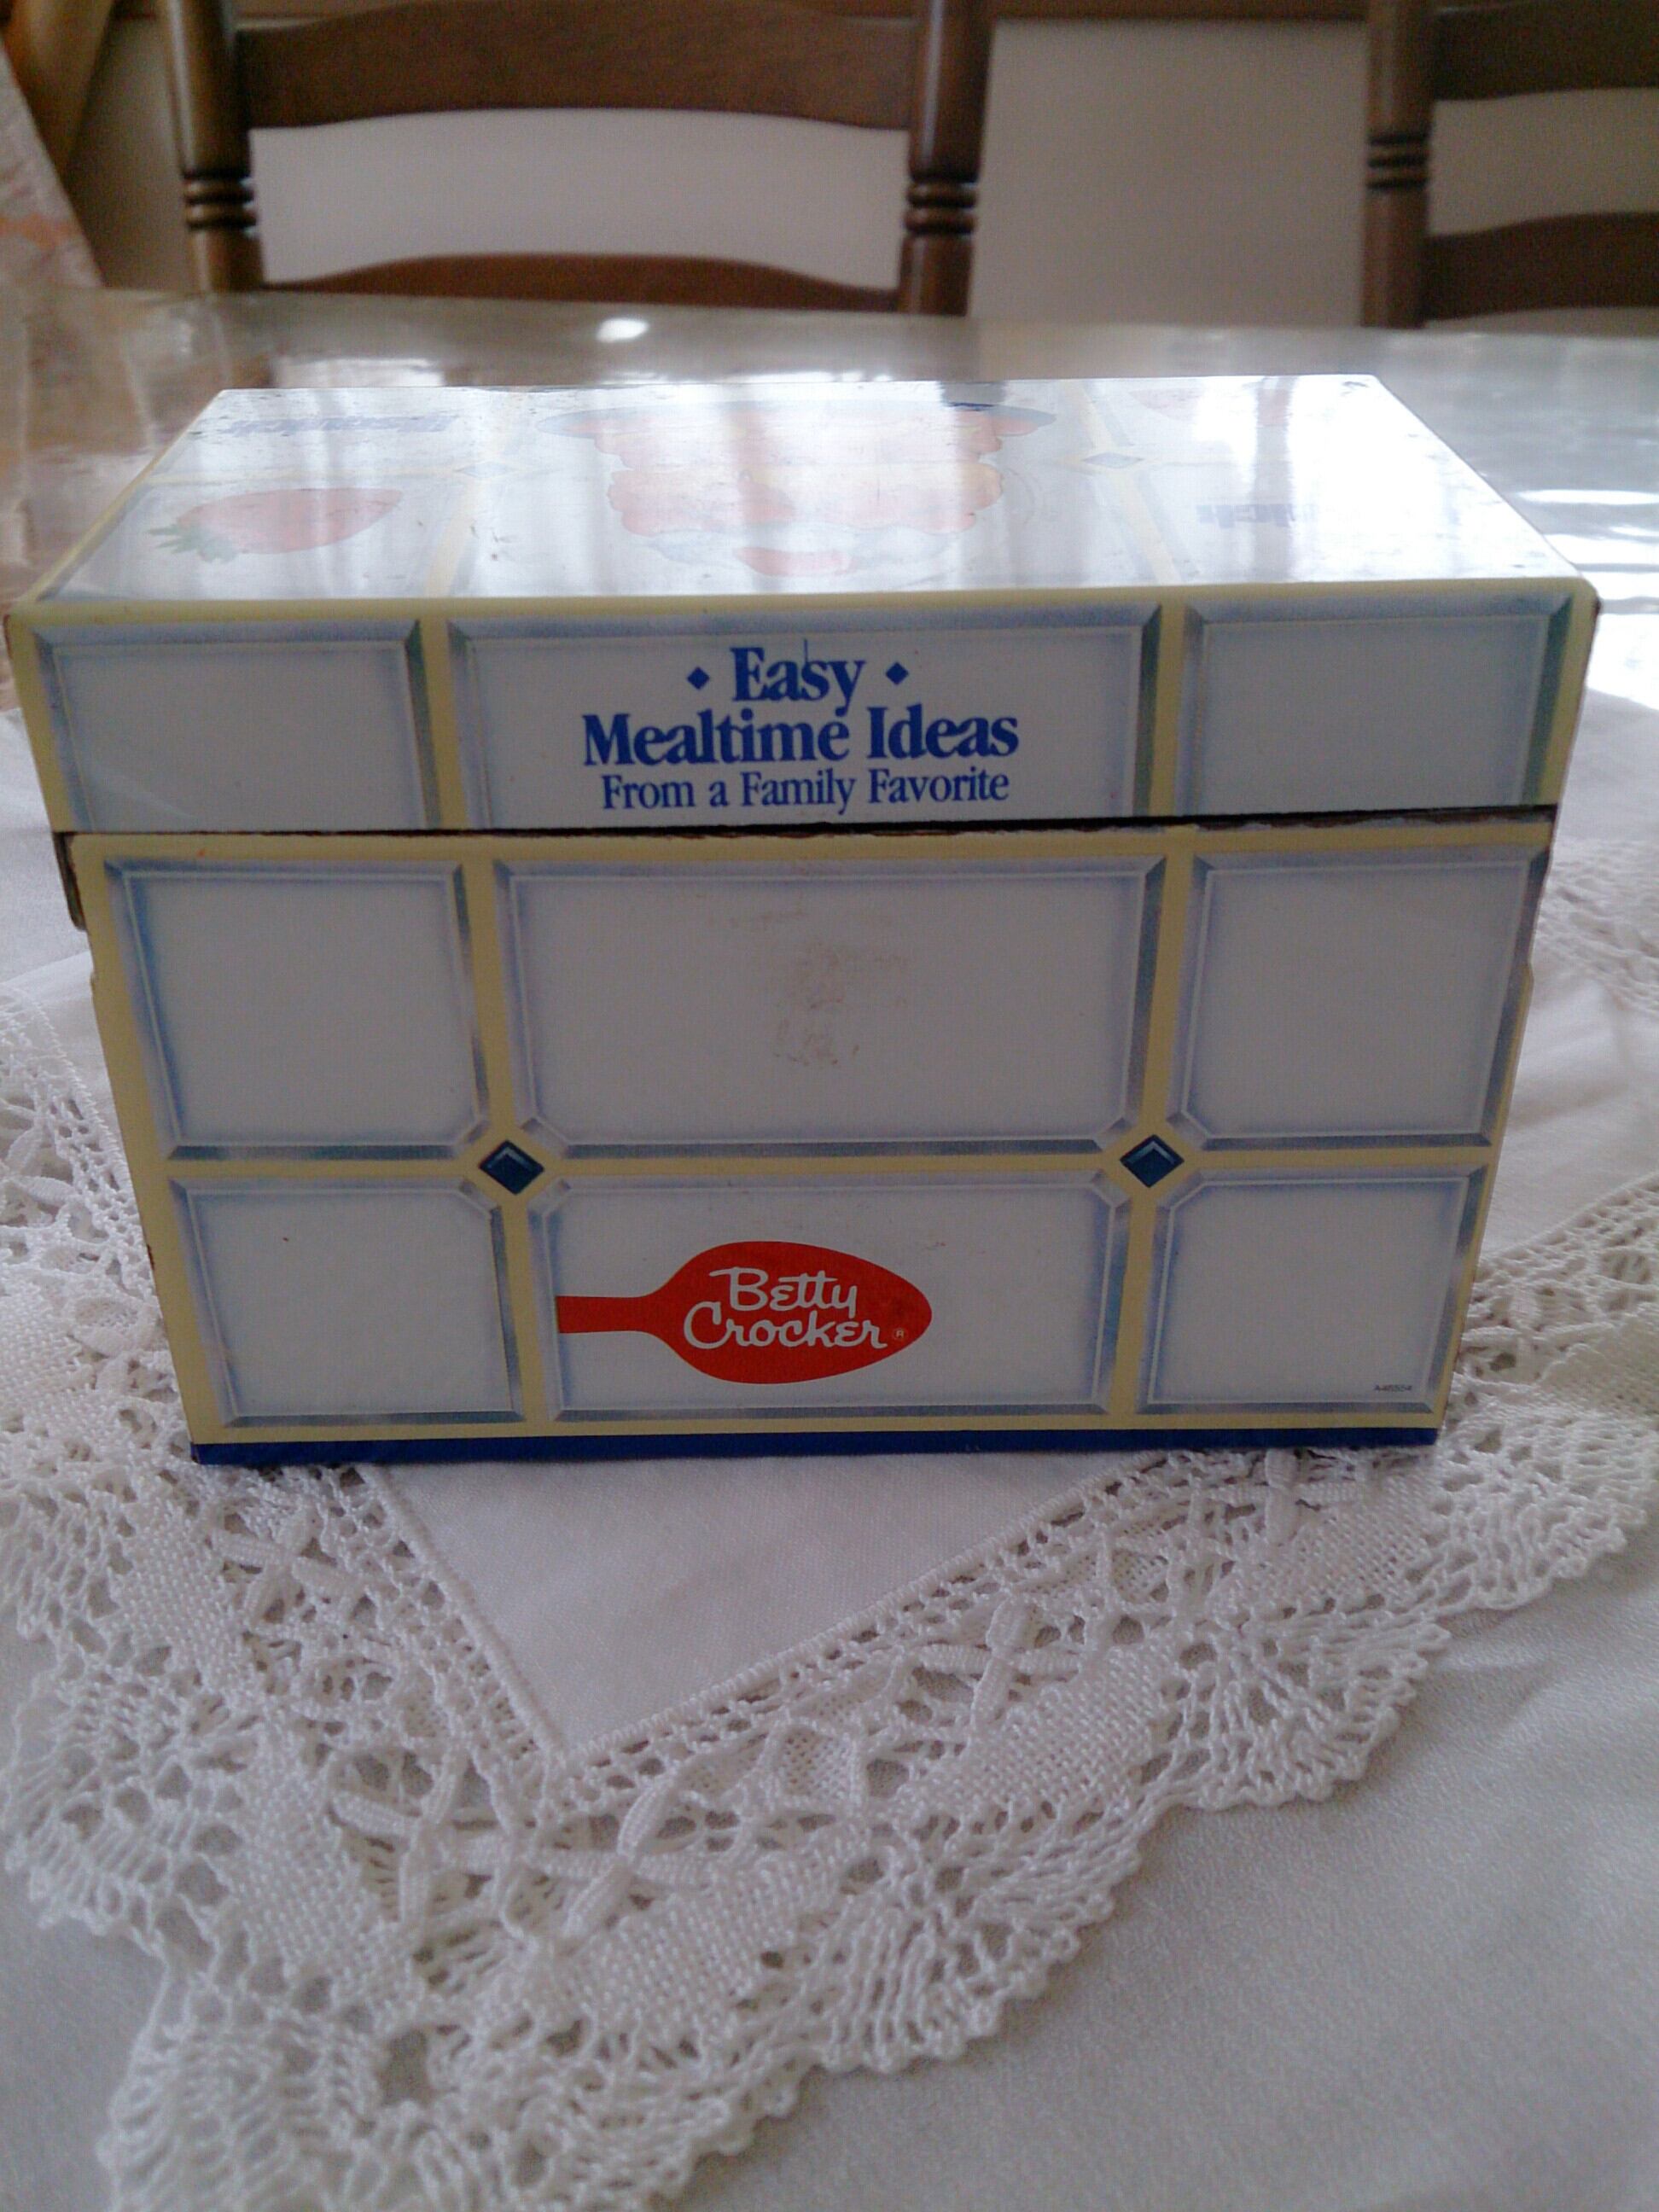 Easy
Mealtime Ideas
From a Family Favorite
Betty
Crocker®